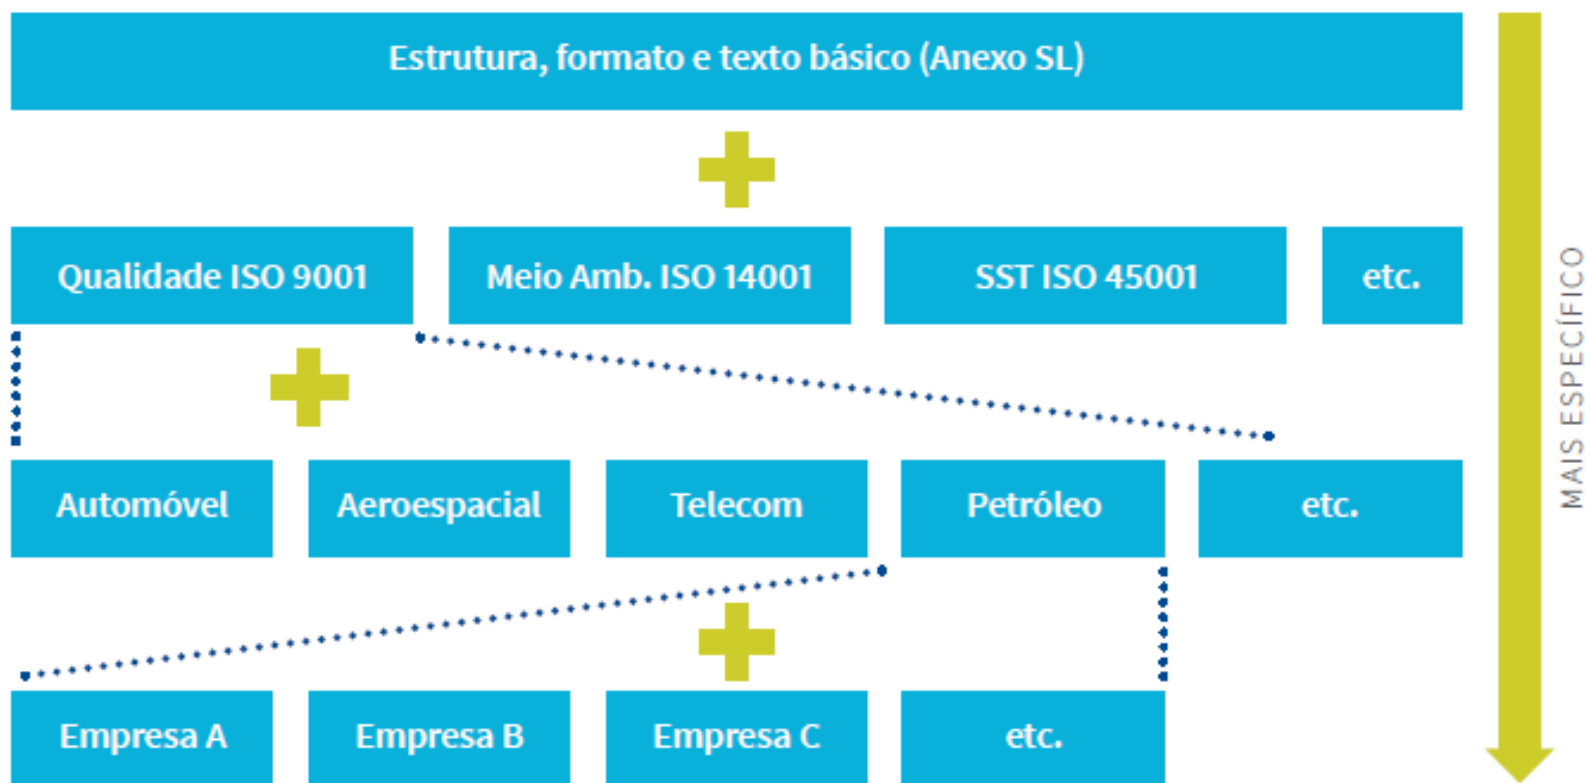 Estrutura, formato e texto básico (Anexo SL)
Qualidade ISO 9001
Meio Amb. ISO 14001
SST ISO 45001
etc.
Automóvel
Aeroespacial
Telecom
Petróleo
etc.
Empresa A
Empresa B
Empresa C
etc.
MAIS ESPECÍFICO